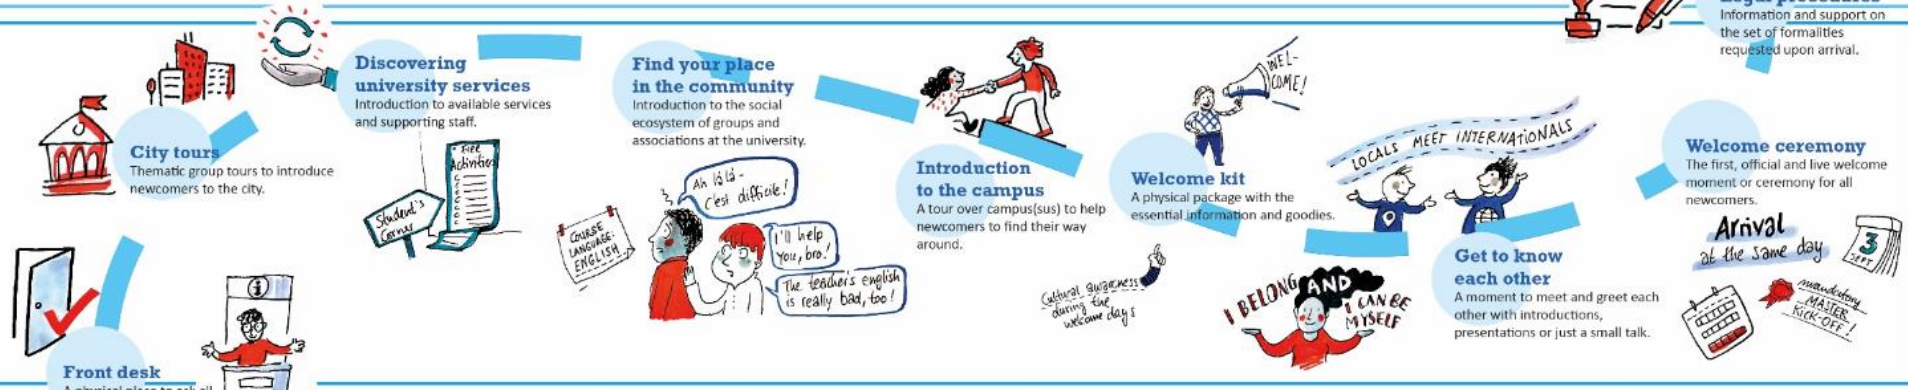 Legal procedures
Information and support on
the set of formalities
requested upon arrival.
Discovering
university services
Introduction to available services
and supporting staff.
Find your place
in the community
Introduction to the social
ecosystem of groups and
associations at the university.
WEL-
COME!
City tours
Thematic group tours to introduce
newcomers to the city.
Free
Activities
Student's
Corner
Ah là là -
c'est difficile!
COURSE
LANGUAGE:
ENGLISH
I'll help
you, bro!
The teacher's english
is really bad, too!
Introduction
to the campus
A tour over campus(sus) to help
newcomers to find their way
around.
Welcome kit
A physical package with the
essential information and goodies.
Cultural awareness
during the
welcome days
LOCALS MEET INTERNATIONALS
I BELONG AND
I CAN BE
MYSELF
Get to know
each other
A moment to meet and greet each
other with introductions,
presentations or just a small talk.
Welcome ceremony
The first, official and live welcome
moment or ceremony for all
newcomers.
Arrival
at the same day
3
SEPT
mandatory
MASTER
KICK-OFF!
i
Front desk
A physical place to ask all